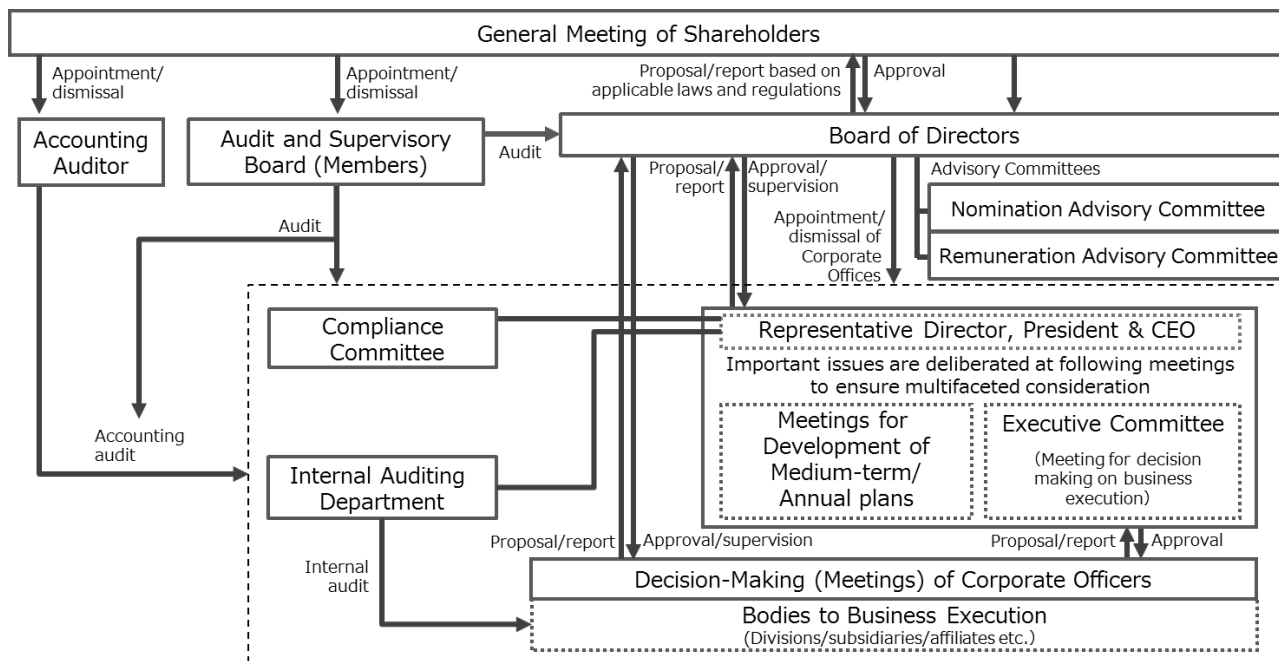 General Meeting of Shareholders
Appointment/
dismissal
Appointment/
dismissal
Proposal/report based on
applicable laws and regulations
Approval
Accounting
Auditor
Audit and Supervisory
Board (Members)
Audit
Board of Directors
Proposal/
report
Approval/
supervision
Advisory Committees
Nomination Advisory Committee
Remuneration Advisory Committee
Appointment/
dismissal of
Corporate
Offices
Audit
Compliance
Committee
Representative Director, President & CEO
Important issues are deliberated at following meetings
to ensure multifaceted consideration
Meetings for
Development of
Medium-term/
Annual plans
Executive Committee
(Meeting for decision
making on business
execution)
Accounting
audit
Internal Auditing
Department
Proposal/report
Approval/supervision
Proposal/report
Approval
Internal
audit
Decision-Making (Meetings) of Corporate Officers
Bodies to Business Execution
(Divisions/subsidiaries/affiliates etc.)